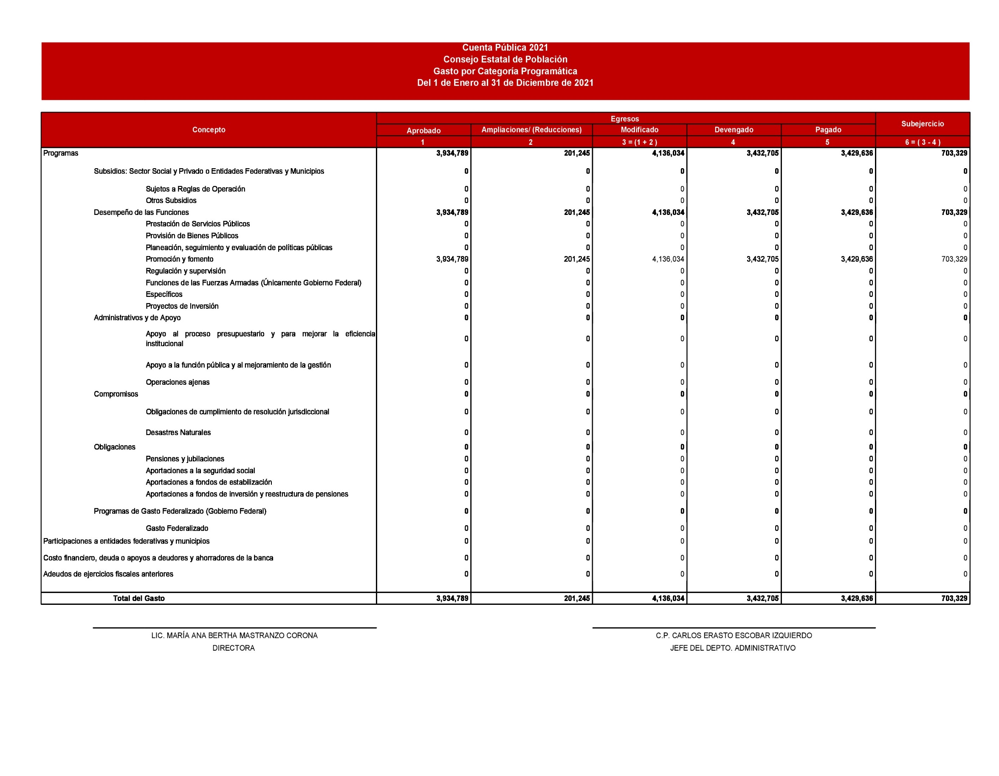 Cuenta Pública 2021
Consejo Estatal de Población
Gasto por Categoría Programática
Del 1 de Enero al 31 de Diciembre de 2021
Concepto Egresos Subejercicio
Aprobado Ampliaciones/ (Reducciones) Modificado Devengado Pagado
1 2 3 = (1 + 2 ) 4 5 6 = ( 3 - 4 )
Programas 3,934,789 201,245 4,136,034 3,432,705 3,429,636 703,329
Subsidios: Sector Social y Privado o Entidades Federativas y Municipios 0 0 0 0 0 0
Sujetos a Reglas de Operación 0 0 0 0 0 0
Otros Subsidios 0 0 0 0 0 0
Desempeño de las Funciones 3,934,789 201,245 4,136,034 3,432,705 3,429,636 703,329
Prestación de Servicios Públicos 0 0 0 0 0 0
Provisión de Bienes Públicos 0 0 0 0 0 0
Planeación, seguimiento y evaluación de políticas públicas 0 0 0 0 0 0
Promoción y fomento 3,934,789 201,245 4,136,034 3,432,705 3,429,636 703,329
Regulación y supervisión 0 0 0 0 0 0
Funciones de las Fuerzas Armadas (Únicamente Gobierno Federal) 0 0 0 0 0 0
Específicos 0 0 0 0 0 0
Proyectos de Inversión 0 0 0 0 0 0
Administrativos y de Apoyo 0 0 0 0 0 0
Apoyo al proceso presupuestario y para mejorar la eficiencia
institucional 0 0 0 0 0 0
Apoyo a la función pública y al mejoramiento de la gestión 0 0 0 0 0 0
Operaciones ajenas 0 0 0 0 0 0
Compromisos 0 0 0 0 0 0
Obligaciones de cumplimiento de resolución jurisdiccional 0 0 0 0 0 0
Desastres Naturales 0 0 0 0 0 0
Obligaciones 0 0 0 0 0 0
Pensiones y jubilaciones 0 0 0 0 0 0
Aportaciones a la seguridad social 0 0 0 0 0 0
Aportaciones a fondos de estabilización 0 0 0 0 0 0
Aportaciones a fondos de inversión y reestructura de pensiones 0 0 0 0 0 0
Programas de Gasto Federalizado (Gobierno Federal) 0 0 0 0 0 0
Gasto Federalizado 0 0 0 0 0 0
Participaciones a entidades federativas y municipios 0 0 0 0 0 0
Costo financiero, deuda o apoyos a deudores y ahorradores de la banca 0 0 0 0 0 0
Adeudos de ejercicios fiscales anteriores 0 0 0 0 0 0
Total del Gasto 3,934,789 201,245 4,136,034 3,432,705 3,429,636 703,329
LIC. MARÍA ANA BERTHA MASTRANZO CORONA C.P. CARLOS ERASTO ESCOBAR IZQUIERDO
DIRECTORA JEFE DEL DEPTO. ADMINISTRATIVO